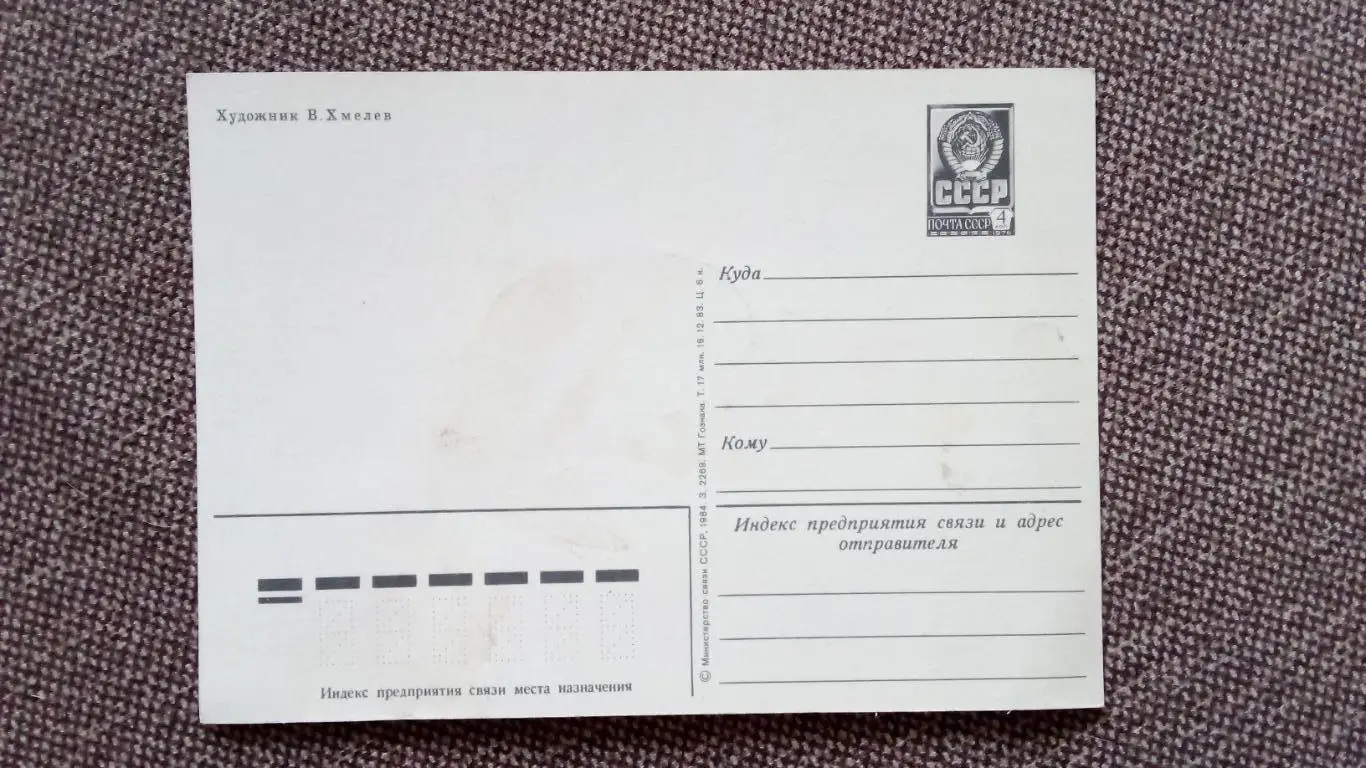 Художник В. Хмелев
СССР
ПОЧТА СССР 4
1976
Куда
Кому
Индекс предприятия связи и адрес
отправителя
© Министерство связи СССР, 1984. З. 2269. МТ Гознака. Т. 17 млн. 16. 12. 83. Ц. 6 к.
Индекс предприятия связи места назначения